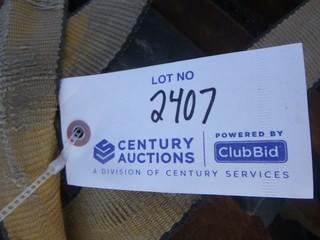 LOT NO
2407
CENTURY AUCTIONS
POWERED BY
ClubBid
A DIVISION OF CENTURY SERVICES